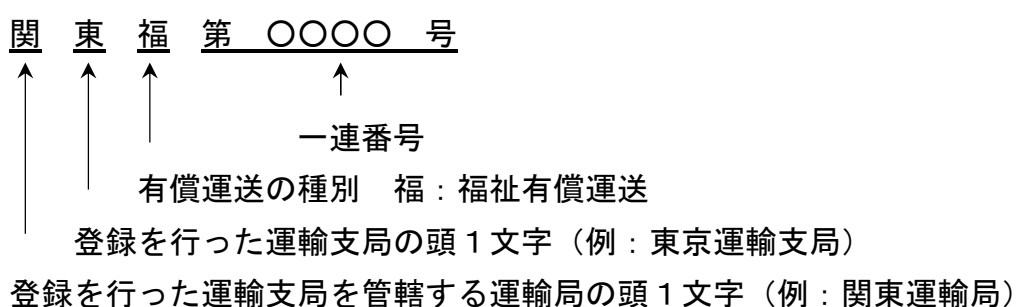 関 東 福 第 〇〇〇〇 号
一連番号
有償運送の種別 福：福祉有償運送
登録を行った運輸支局の頭１文字（例：東京運輸支局）
登録を行った運輸支局を管轄する運輸局の頭１文字（例：関東運輸局）